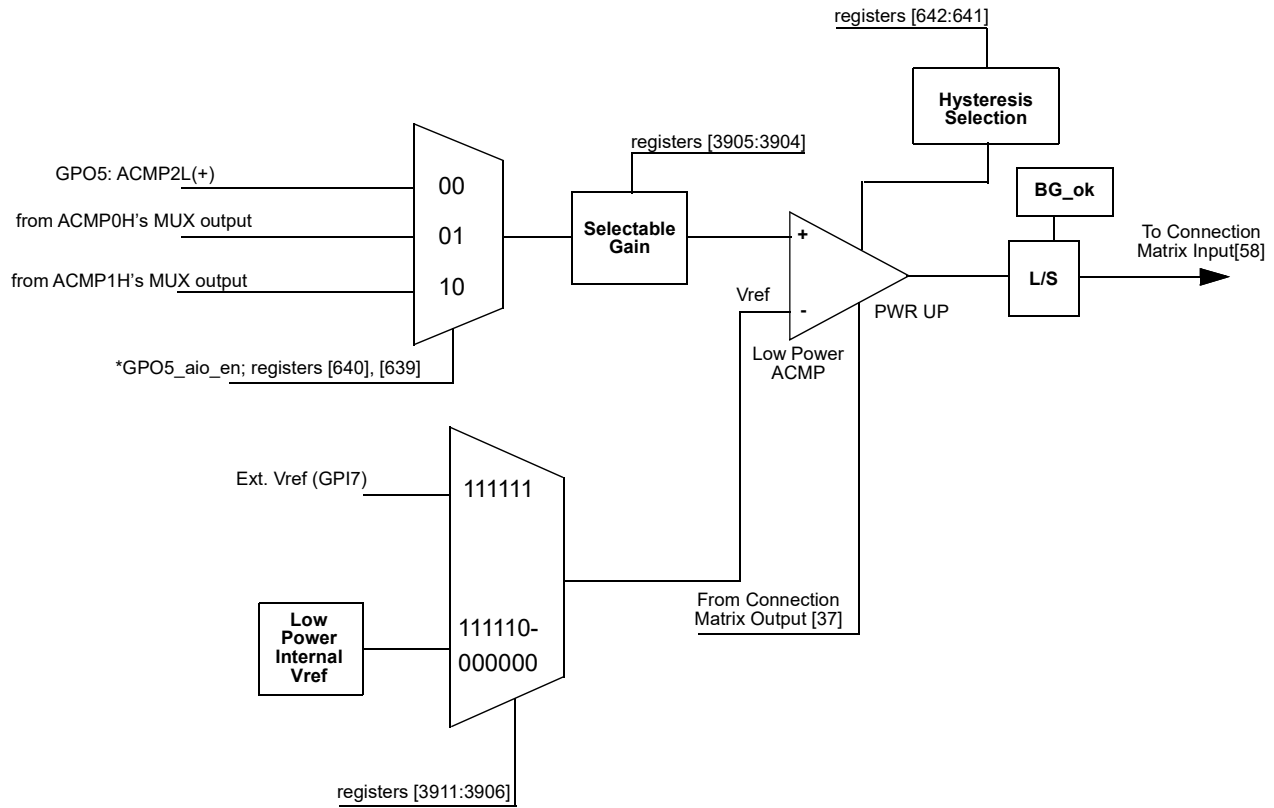 registers [642:641]
Hysteresis
Selection
registers [3905:3904]
GPO5: ACMP2L(+)
00
BG_ok
from ACMP0H's MUX output
01
Selectable
Gain
+
To Connection
Matrix Input[58]
from ACMP1H's MUX output
10
L/S
Vref
-
PWR UP
Low Power
ACMP
*GPO5_aio_en; registers [640], [639]
Ext. Vref (GPI7)
111111
From Connection
Matrix Output [37]
Low
Power
Internal
Vref
111110-
000000
registers [3911:3906]